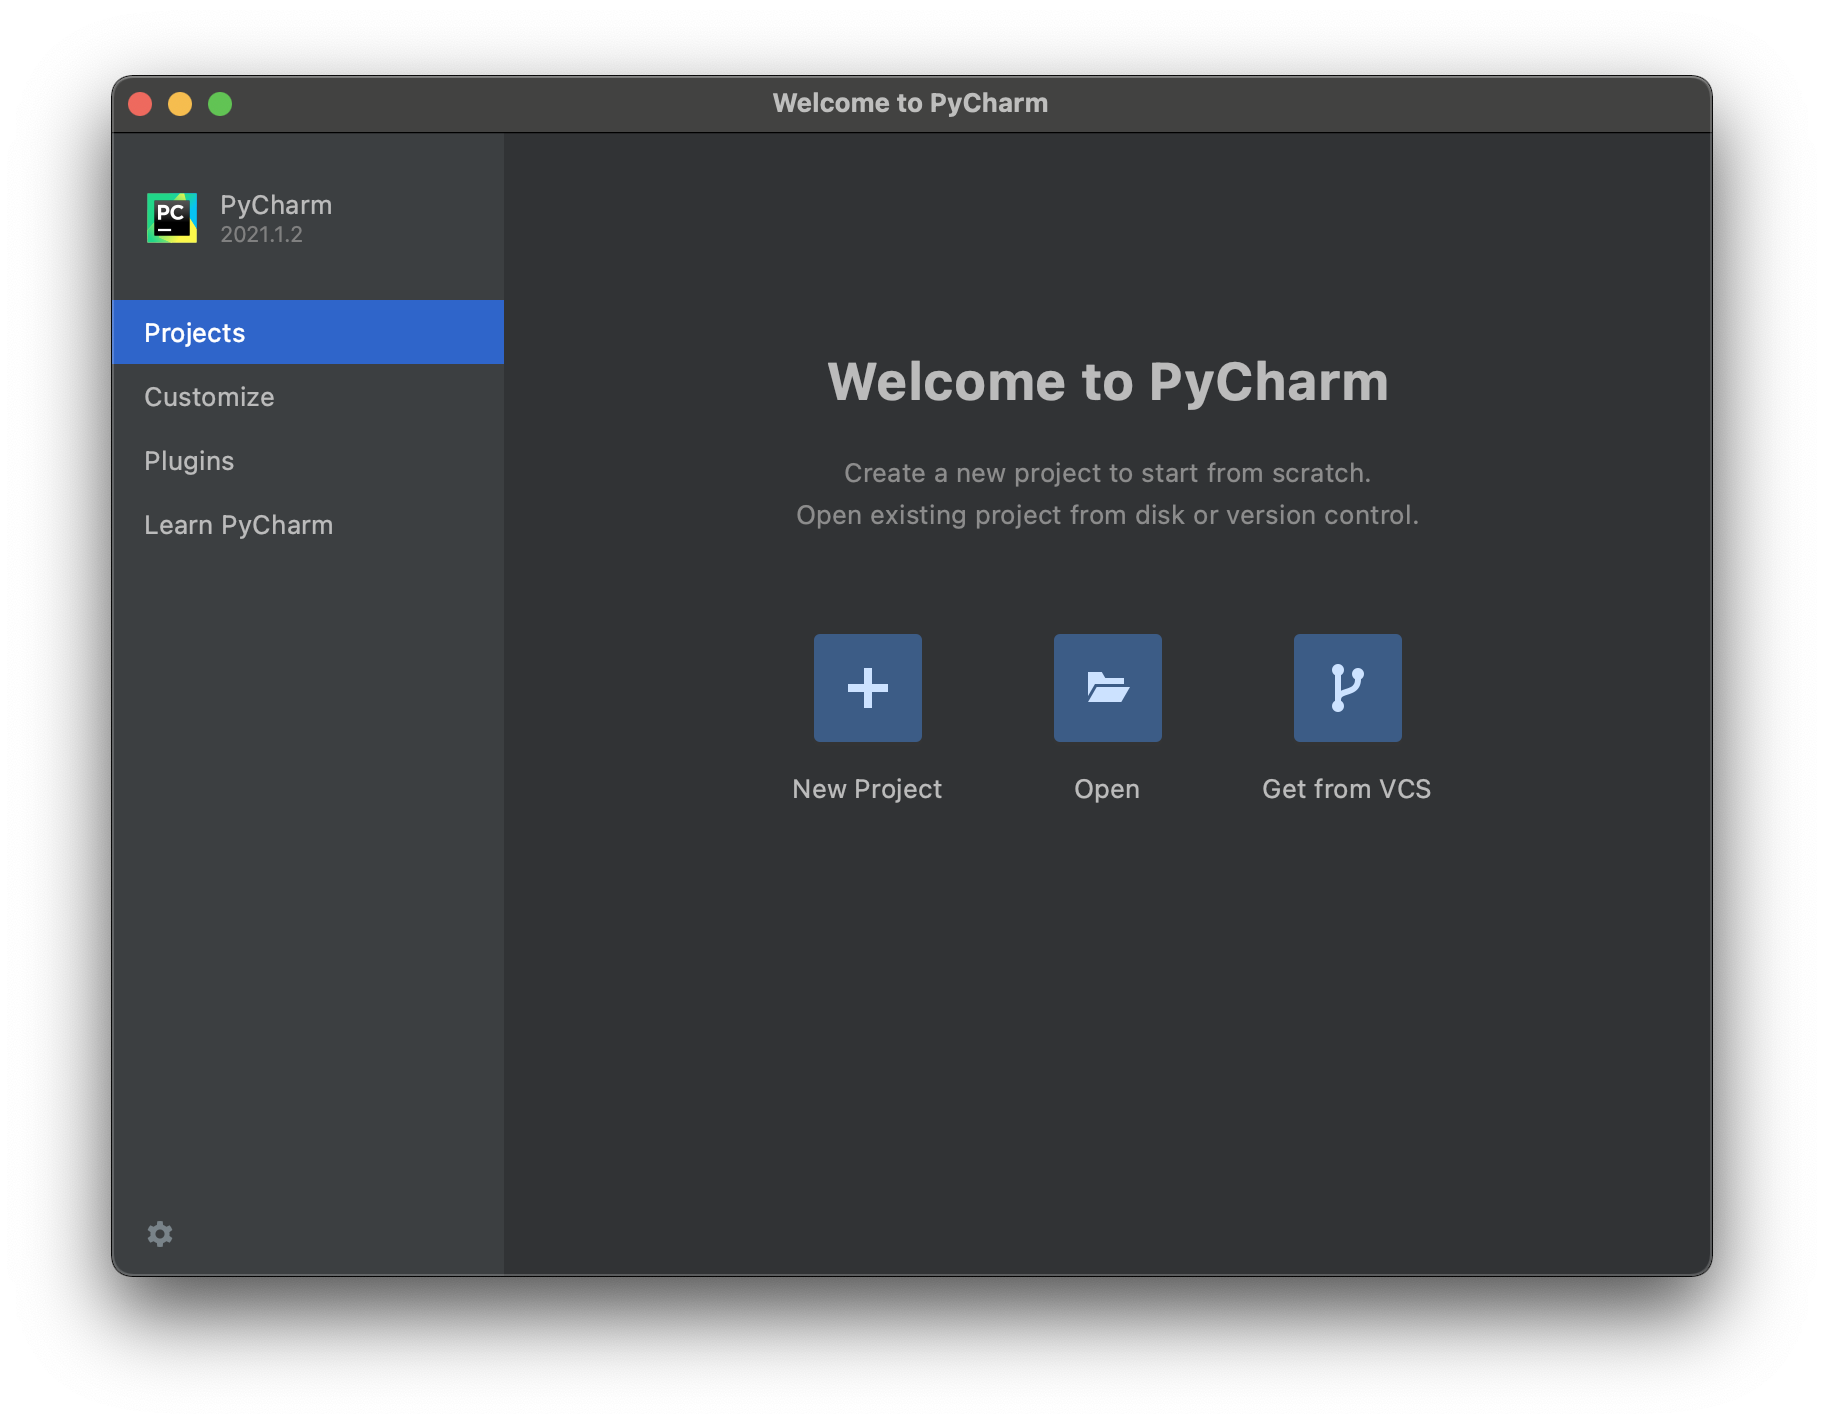 Welcome to PyCharm
PC
PyCharm
2021.1.2
Projects
Customize
Plugins
Learn PyCharm
Welcome to PyCharm
Create a new project to start from scratch.
Open existing project from disk or version control.
New Project
Open
Get from VCS